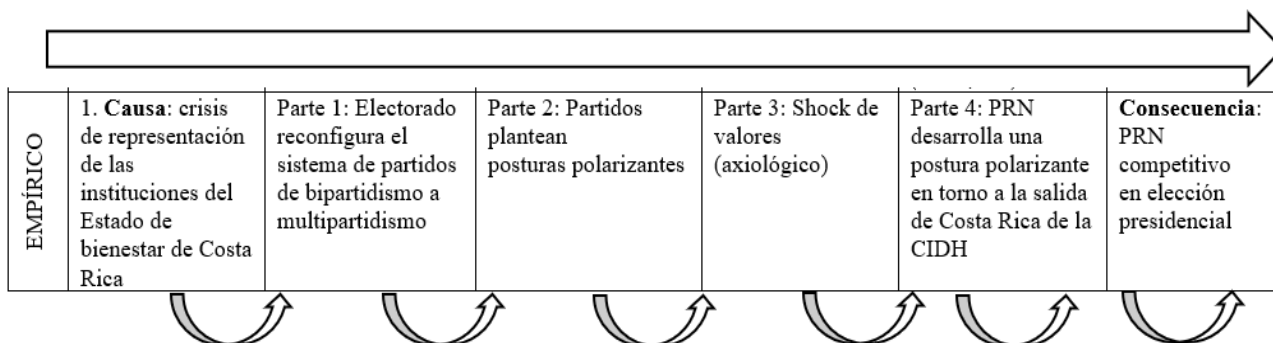 EMPÍRICO
1. Causa: crisis
de representación
de las
instituciones del
Estado de
bienestar de Costa
Rica
Parte 1: Electorado
reconfigura el
sistema de partidos
de bipartidismo a
multipartidismo
Parte 2: Partidos
plantean
posturas polarizantes
Parte 3: Shock de
valores
(axiológico)
Parte 4: PRN
desarrolla una
postura polarizante
en torno a la salida
de Costa Rica de la
CIDH
Consecuencia:
PRN
competitivo
en elección
presidencial